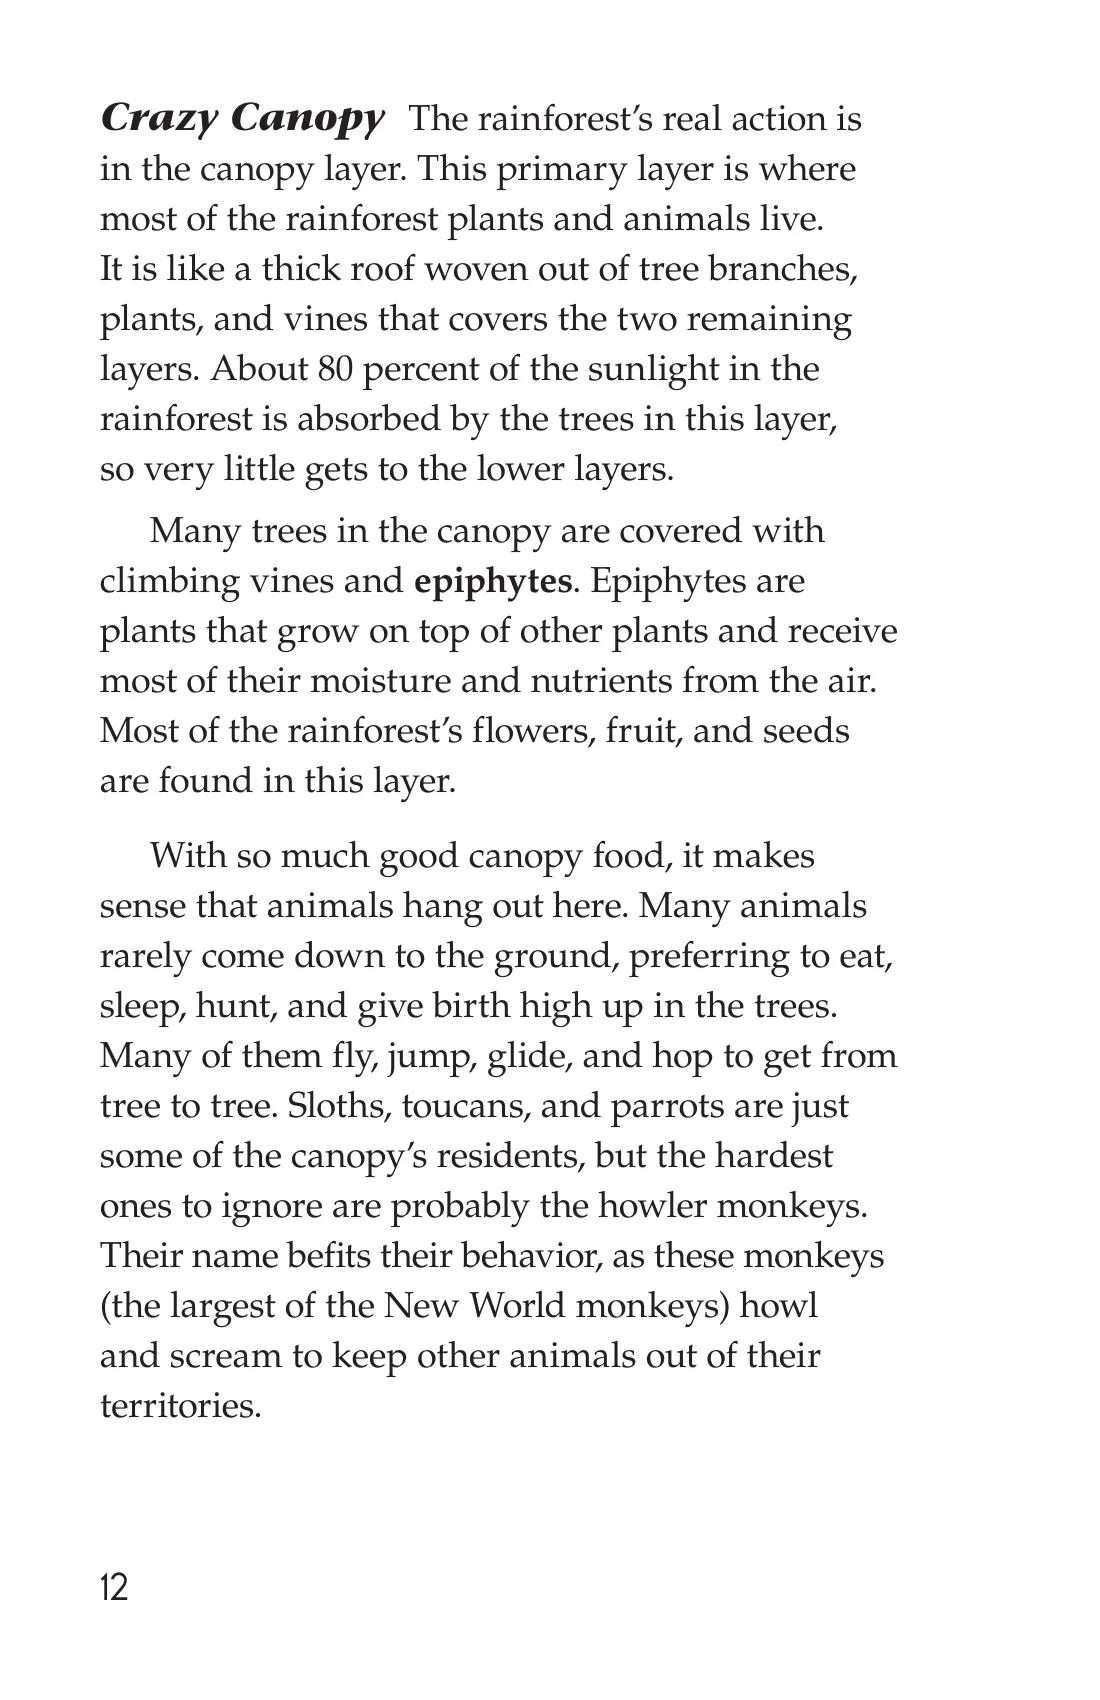 Crazy Canopy The rainforest’s real action is
in the canopy layer. This primary layer is where
most of the rainforest plants and animals live.
It is like a thick roof woven out of tree branches,
plants, and vines that covers the two remaining
layers. About 80 percent of the sunlight in the
rainforest is absorbed by the trees in this layer,
so very little gets to the lower layers.
Many trees in the canopy are covered with
climbing vines and epiphytes. Epiphytes are
plants that grow on top of other plants and receive
most of their moisture and nutrients from the air.
Most of the rainforest’s flowers, fruit, and seeds
are found in this layer.
With so much good canopy food, it makes
sense that animals hang out here. Many animals
rarely come down to the ground, preferring to eat,
sleep, hunt, and give birth high up in the trees.
Many of them fly, jump, glide, and hop to get from
tree to tree. Sloths, toucans, and parrots are just
some of the canopy’s residents, but the hardest
ones to ignore are probably the howler monkeys.
Their name befits their behavior, as these monkeys
(the largest of the New World monkeys) howl
and scream to keep other animals out of their
territories.
12